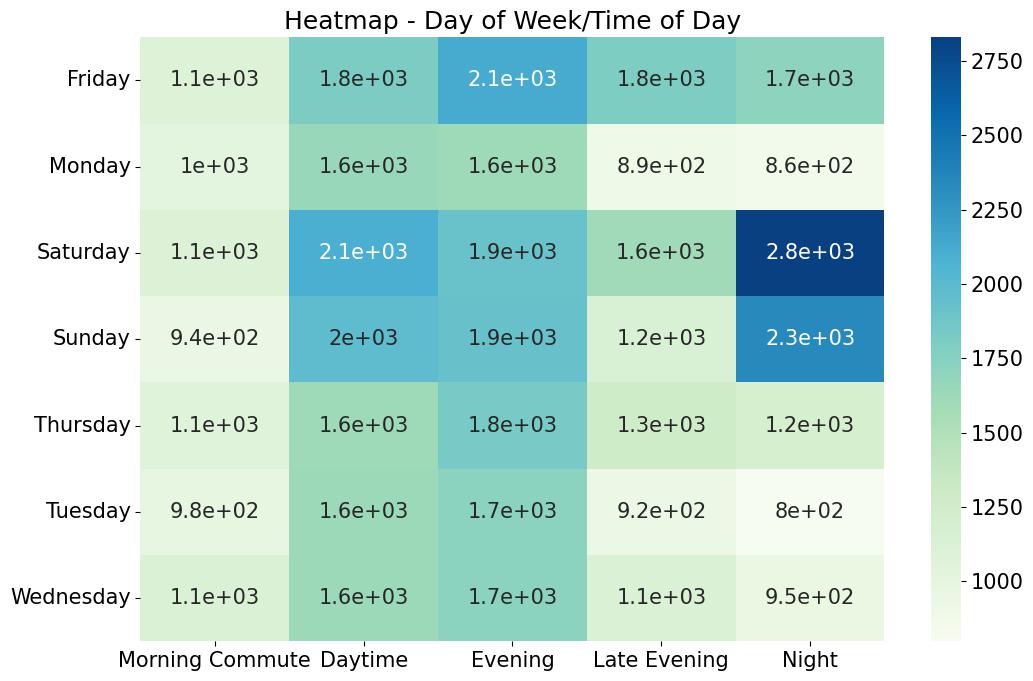 Heatmap - Day of Week/Time of Day
Friday 1.1e+03 1.8e+03 2.1e+03 1.8e+03 1.7e+03
Monday 1e+03 1.6e+03 1.6e+03 8.9e+02 8.6e+02
Saturday 1.1e+03 2.1e+03 1.9e+03 1.6e+03 2.8e+03
Sunday 9.4e+02 2e+03 1.9e+03 1.2e+03 2.3e+03
Thursday 1.1e+03 1.6e+03 1.8e+03 1.3e+03 1.2e+03
Tuesday 9.8e+02 1.6e+03 1.7e+03 9.2e+02 8e+02
Wednesday 1.1e+03 1.6e+03 1.7e+03 1.1e+03 9.5e+02
Morning Commute Daytime Evening Late Evening Night
2750
2500
2250
2000
1750
1500
1250
1000